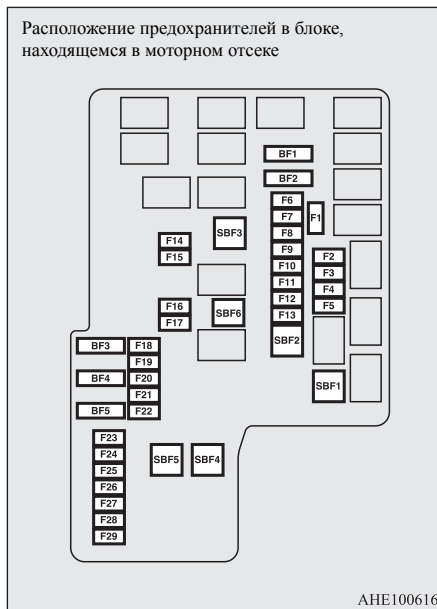 Расположение предохранителей в блоке,
находящемся в моторном отсеке
BF1
BF2
F6
F7
F1
F8
SBF3
F14
F9
F2
F15
F10
F3
F11
F4
F16
SBF6
F12
F5
F17
F13
BF3
F18
SBF2
F19
BF4
F20
SBF1
F21
BF5
F22
F23
F24
SBF5
SBF4
F25
F26
F27
F28
F29
AHE100616